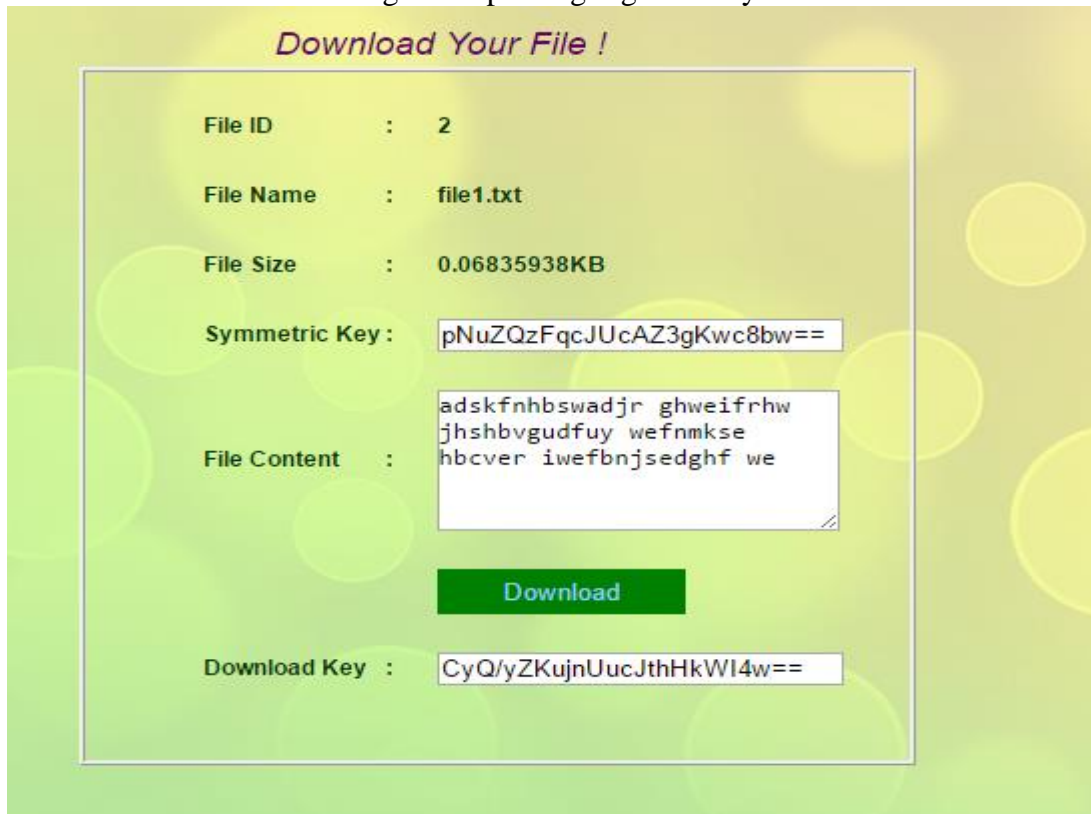 Download Your File !
File ID : 2
File Name : file1.txt
File Size : 0.06835938KB
Symmetric Key : pNuZQzFqcJUcAZ3gKwc8bw==
File Content :
adskfnhbswadjr ghweifrhw
jhshbvgudfuy wefnmkse
hbcver iwefbnjsedghf we
Download
Download Key : CyQ/yZKujnUucJthHkWI4w==